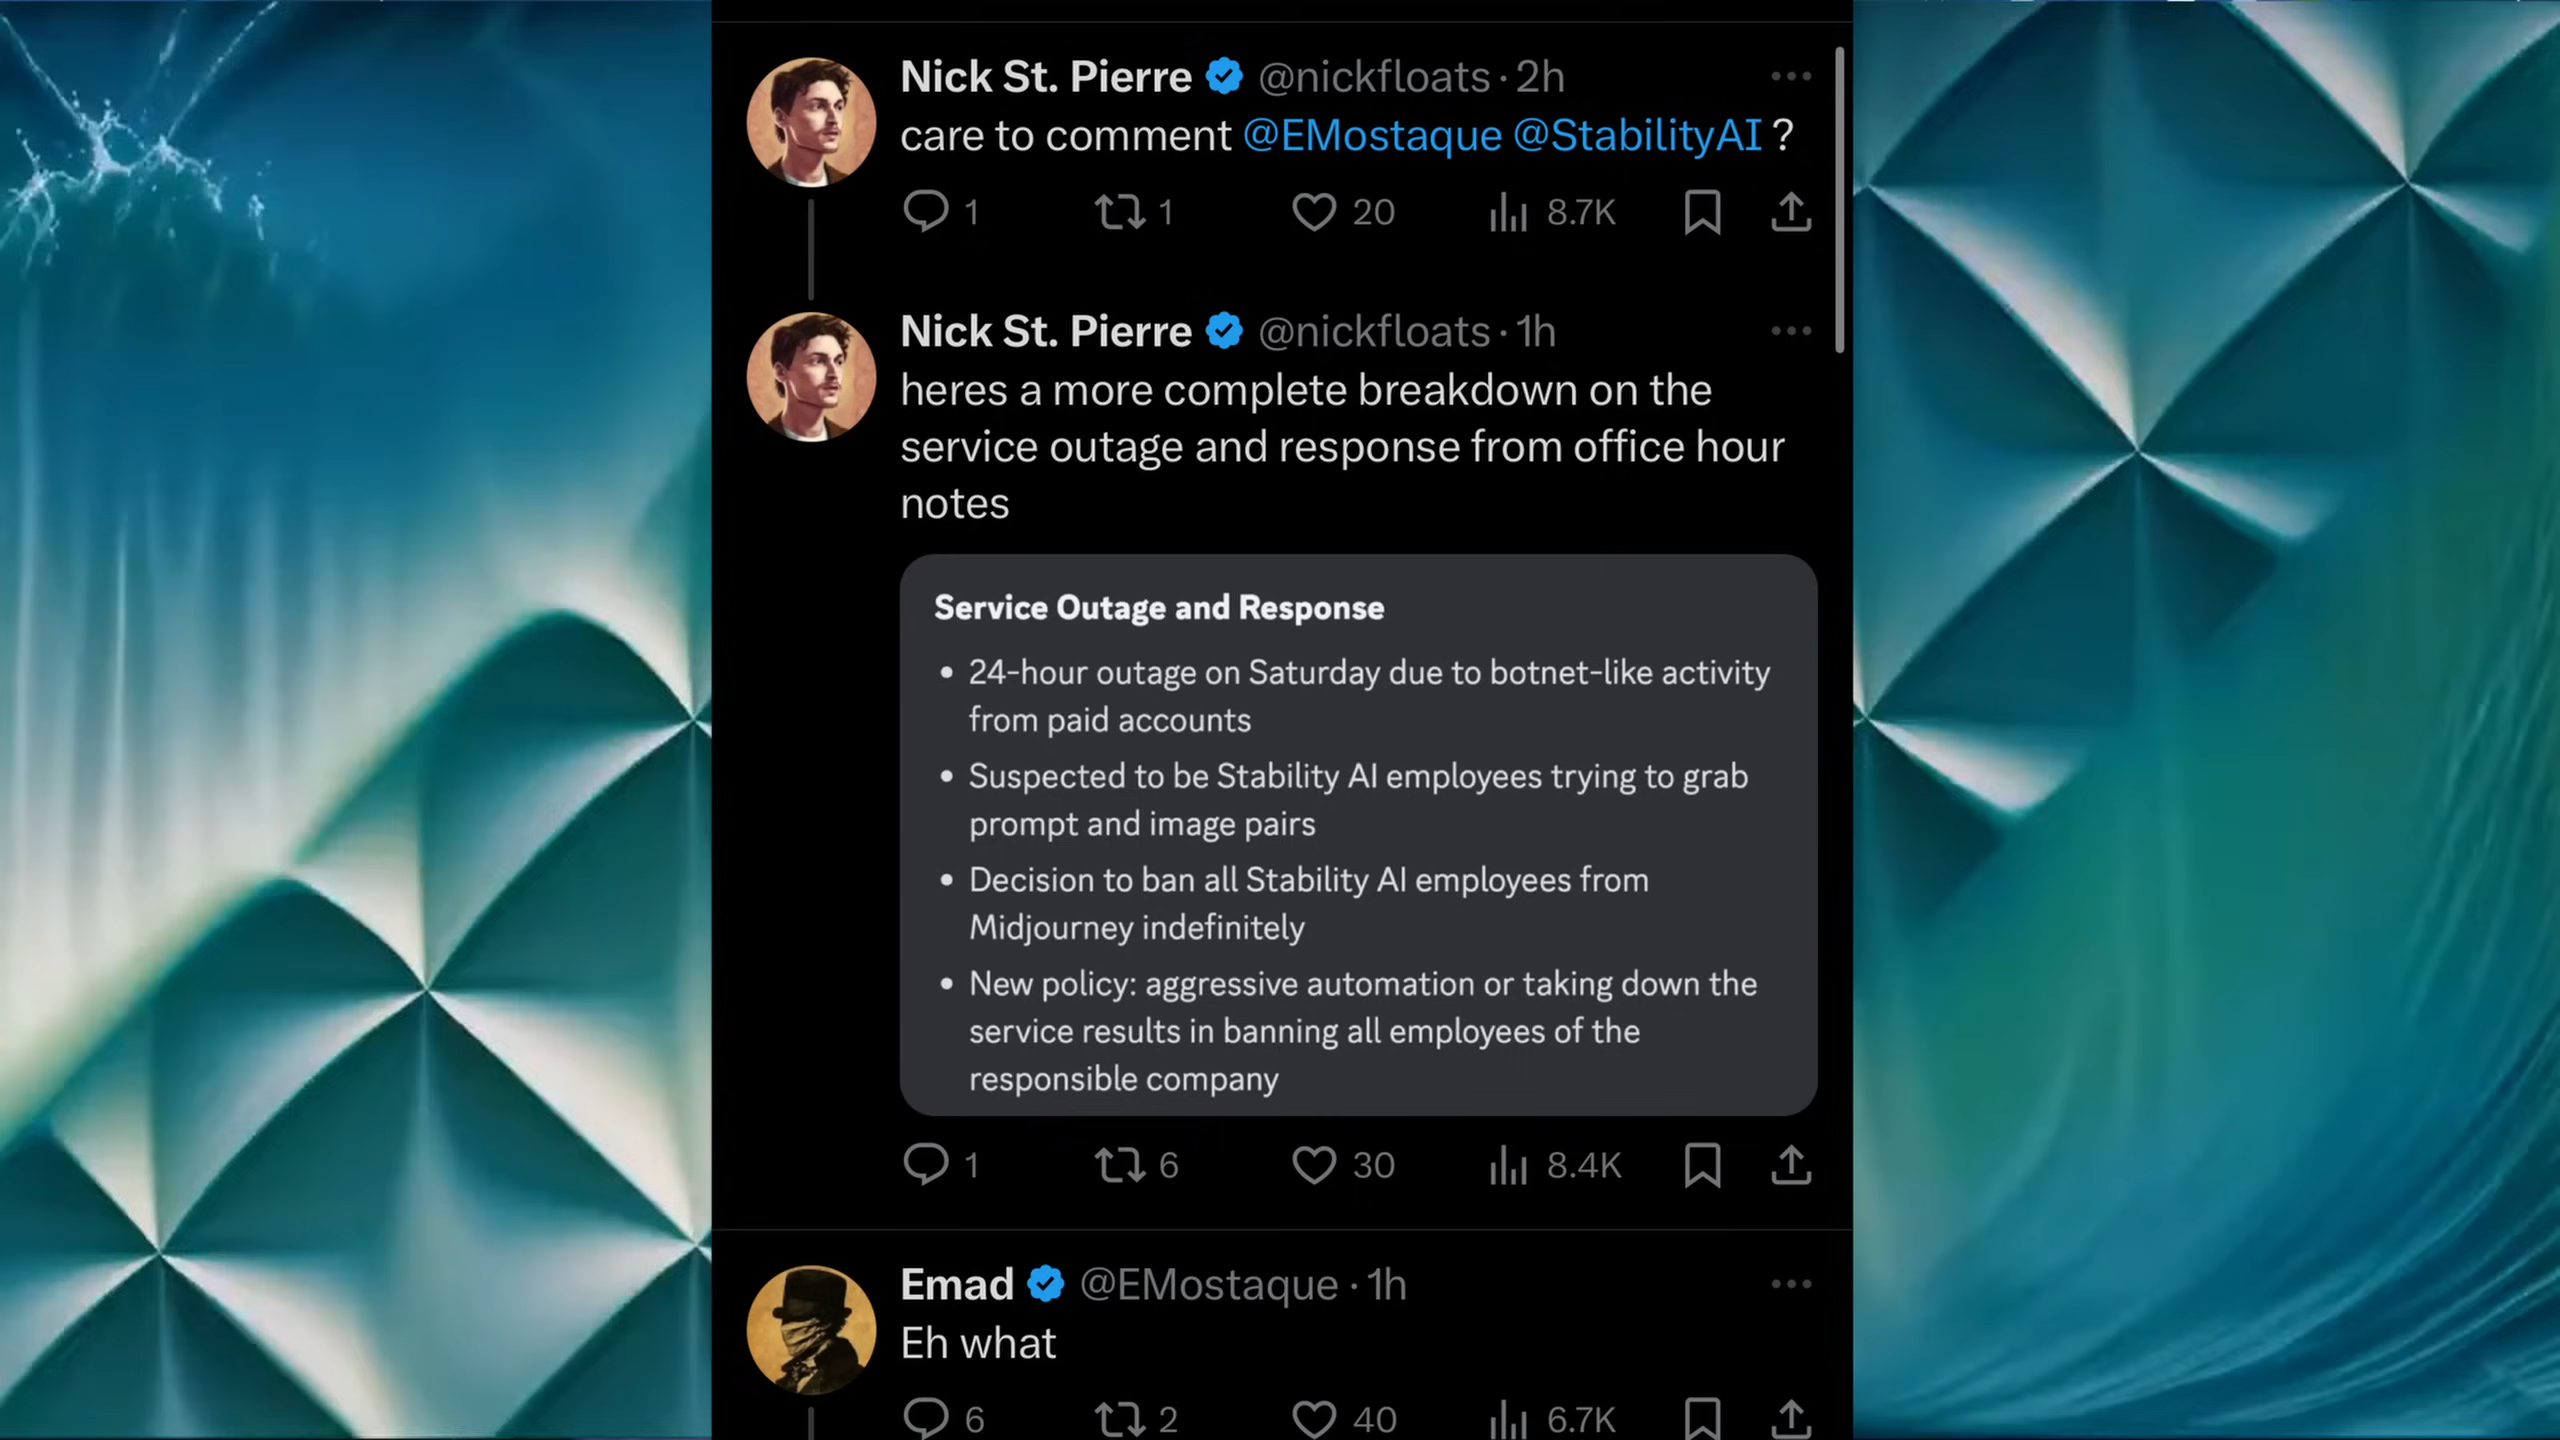 Nick St. Pierre @nickfloats · 2h
care to comment @EMostaque @StabilityAI ?
1 1 20 8.7K
Nick St. Pierre @nickfloats · 1h
heres a more complete breakdown on the
service outage and response from office hour
notes
Service Outage and Response
• 24-hour outage on Saturday due to botnet-like activity
from paid accounts
• Suspected to be Stability AI employees trying to grab
prompt and image pairs
• Decision to ban all Stability AI employees from
Midjourney indefinitely
• New policy: aggressive automation or taking down the
service results in banning all employees of the
responsible company
1 6 30 8.4K
Emad @EMostaque · 1h
Eh what
6 2 40 6.7K